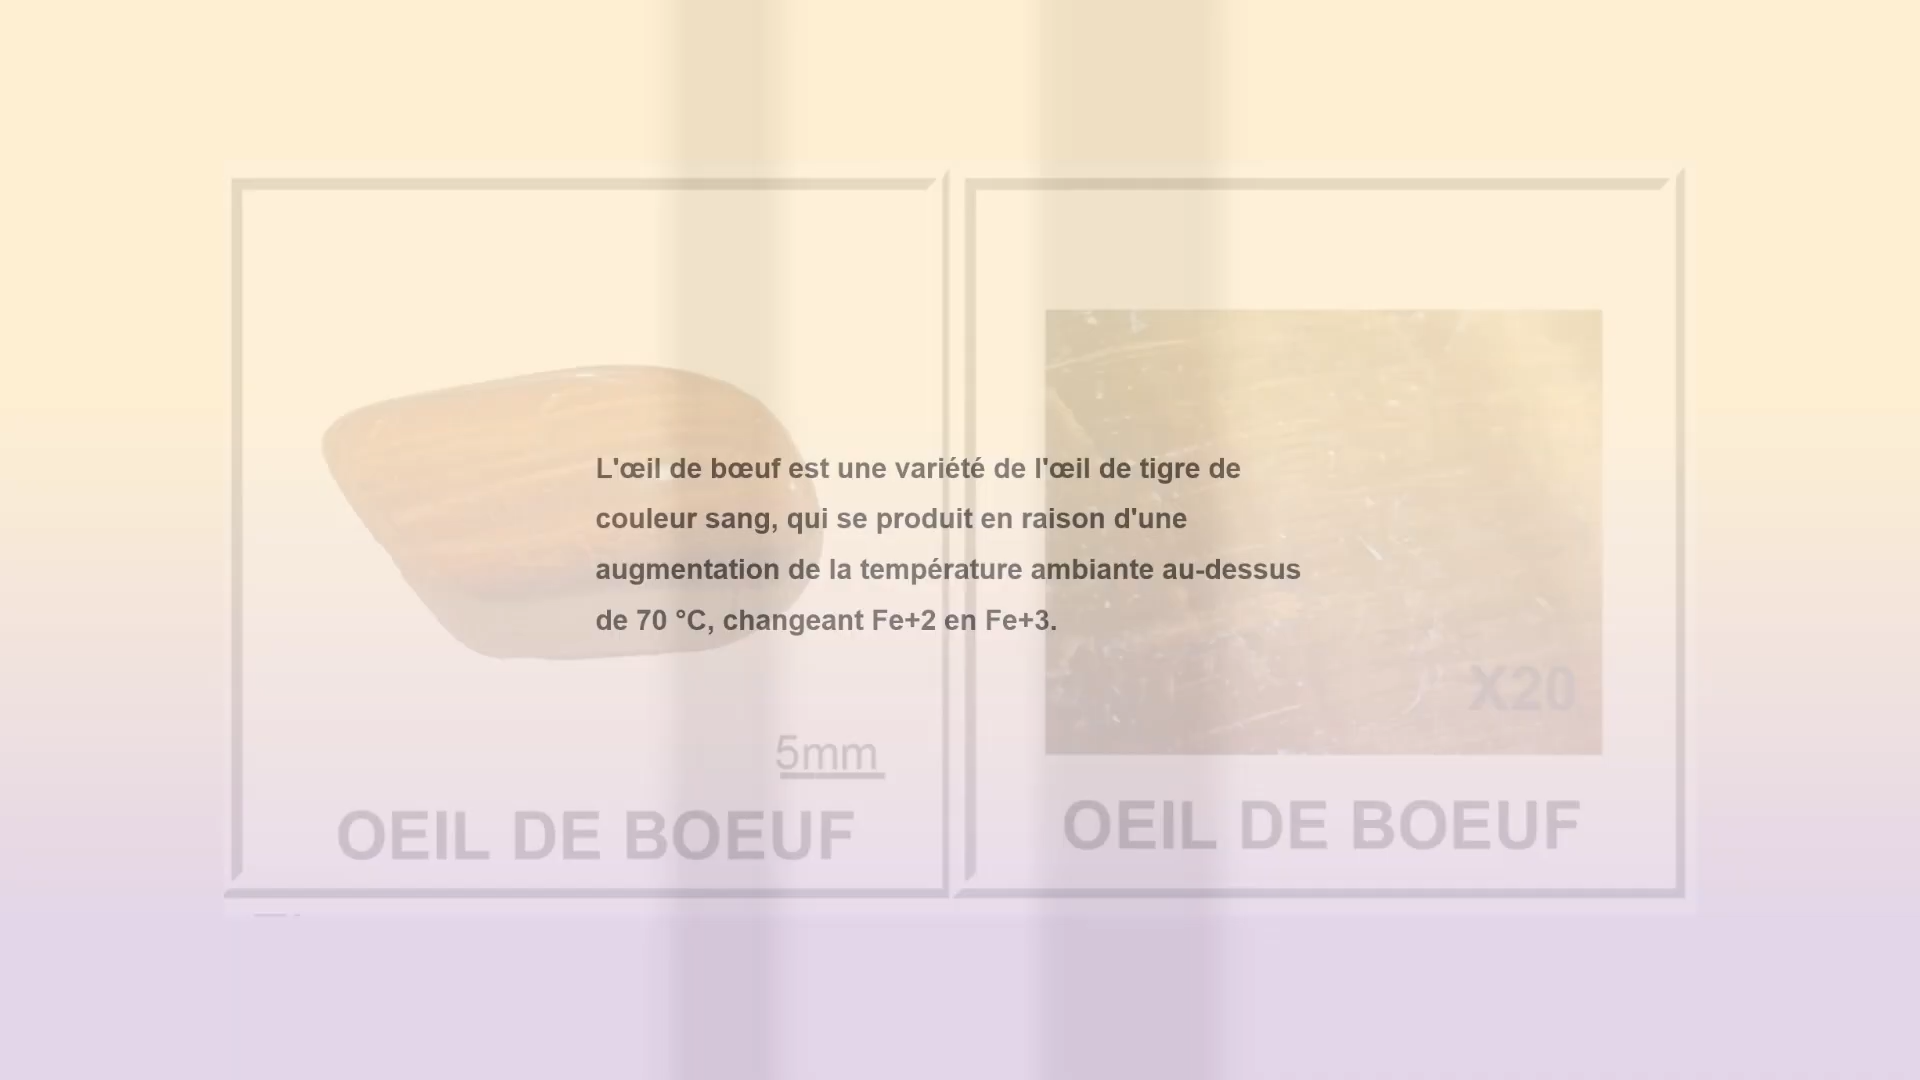 L'œil de bœuf est une variété de l'œil de tigre de
couleur sang, qui se produit en raison d'une
augmentation de la température ambiante au-dessus
de 70 °C, changeant Fe+2 en Fe+3.
X20
5mm
OEIL DE BOEUF
OEIL DE BOEUF